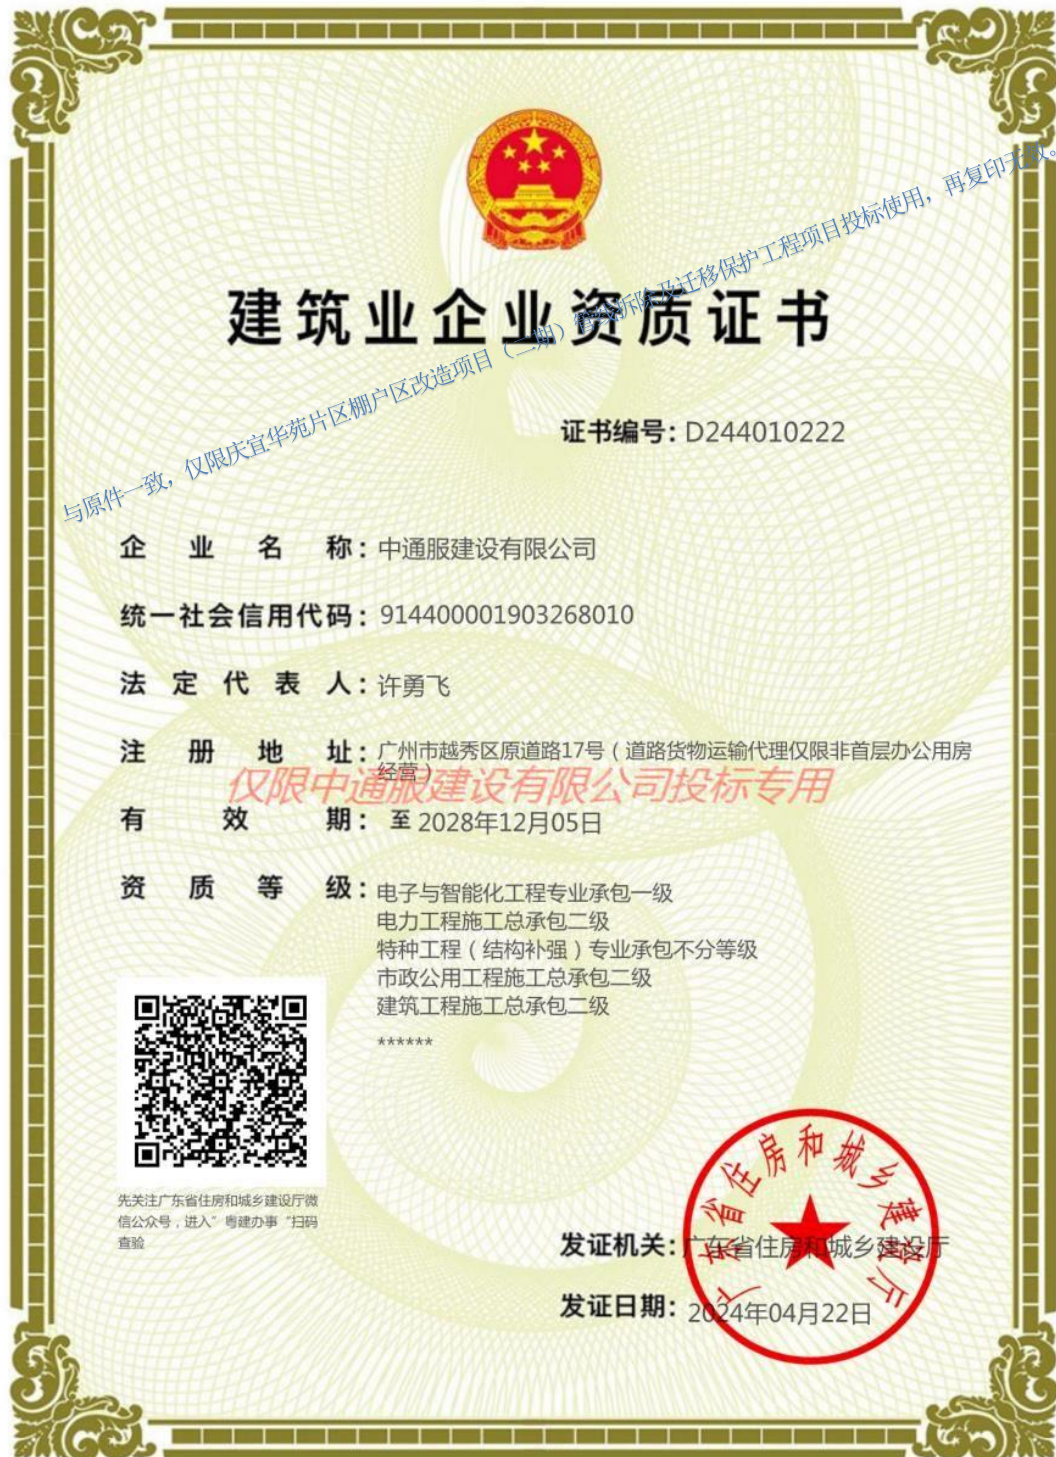 与原件一致，仅限庆宜华苑片区棚户区改造项目（二期）管线拆除及迁移保护工程项目投标使用，再复印无效。
建筑业企业资质证书
证书编号：D244010222
企业名称：中通服建设有限公司
统一社会信用代码：914400001903268010
法定代表人：许勇飞
注册地址：广州市越秀区原道路17号（道路货物运输代理仅限非首层办公用房
经营）
仅限中通服建设有限公司投标专用
有效期：至 2028年12月05日
资质等级：电子与智能化工程专业承包一级
电力工程施工总承包二级
特种工程（结构补强）专业承包不分等级
市政公用工程施工总承包二级
建筑工程施工总承包二级
******
先关注广东省住房和城乡建设厅微
信公众号，进入”粤建办事“扫码
查验
广东省住房和城乡建设厅
发证机关：广东省住房和城乡建设厅
发证日期：2024年04月22日